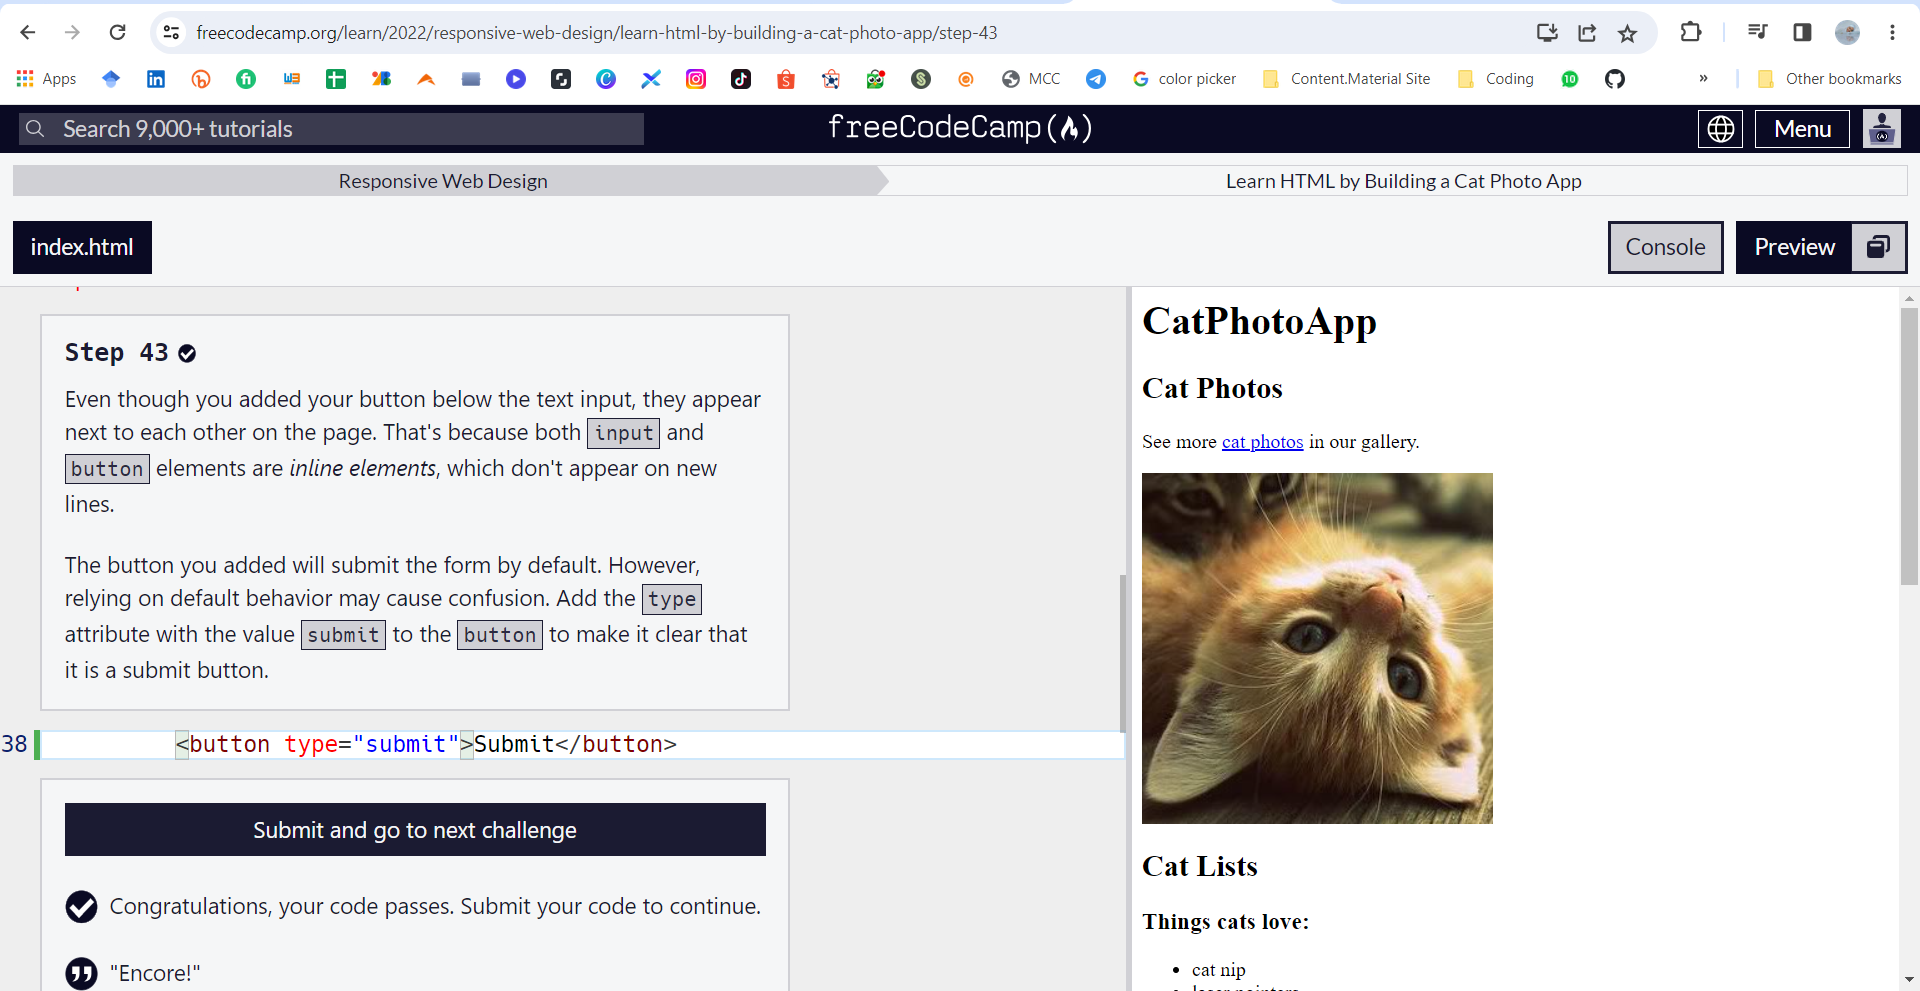 freecodecamp.org/learn/2022/responsive-web-design/learn-html-by-building-a-cat-photo-app/step-43
Apps
MCC
color picker
Content.Material Site
Coding
»
Other bookmarks
Search 9,000+ tutorials
freeCodeCamp
Menu
Responsive Web Design
Learn HTML by Building a Cat Photo App
index.html
Console
Preview
Step 43
Even though you added your button below the text input, they appear
next to each other on the page. That's because both input and
button elements are inline elements, which don't appear on new
lines.
The button you added will submit the form by default. However,
relying on default behavior may cause confusion. Add the type
attribute with the value submit to the button to make it clear that
it is a submit button.
38 <button type="submit">Submit</button>
Submit and go to next challenge
Congratulations, your code passes. Submit your code to continue.
"Encore!"
CatPhotoApp
Cat Photos
See more cat photos in our gallery.
Cat Lists
Things cats love:
• cat nip